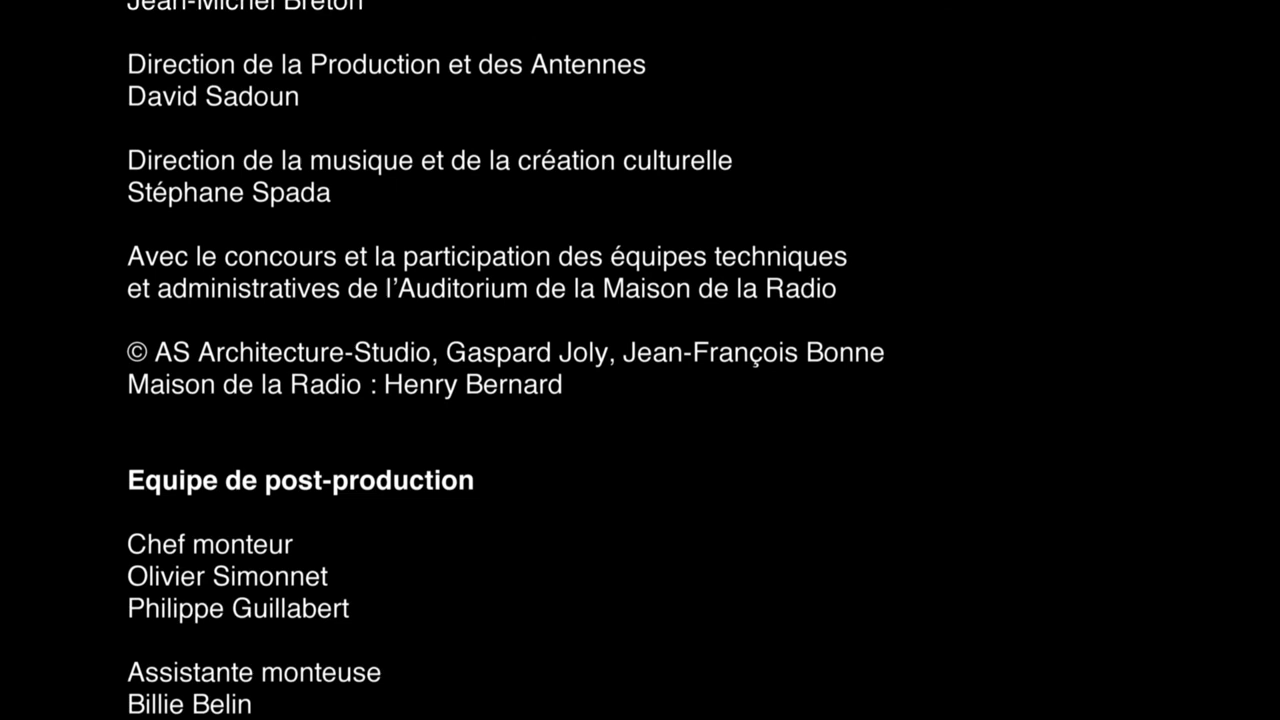 Jean-Michel Breton
Direction de la Production et des Antennes
David Sadoun
Direction de la musique et de la création culturelle
Stéphane Spada
Avec le concours et la participation des équipes techniques
et administratives de l’Auditorium de la Maison de la Radio
© AS Architecture-Studio, Gaspard Joly, Jean-François Bonne
Maison de la Radio : Henry Bernard
Equipe de post-production
Chef monteur
Olivier Simonnet
Philippe Guillabert
Assistante monteuse
Billie Belin